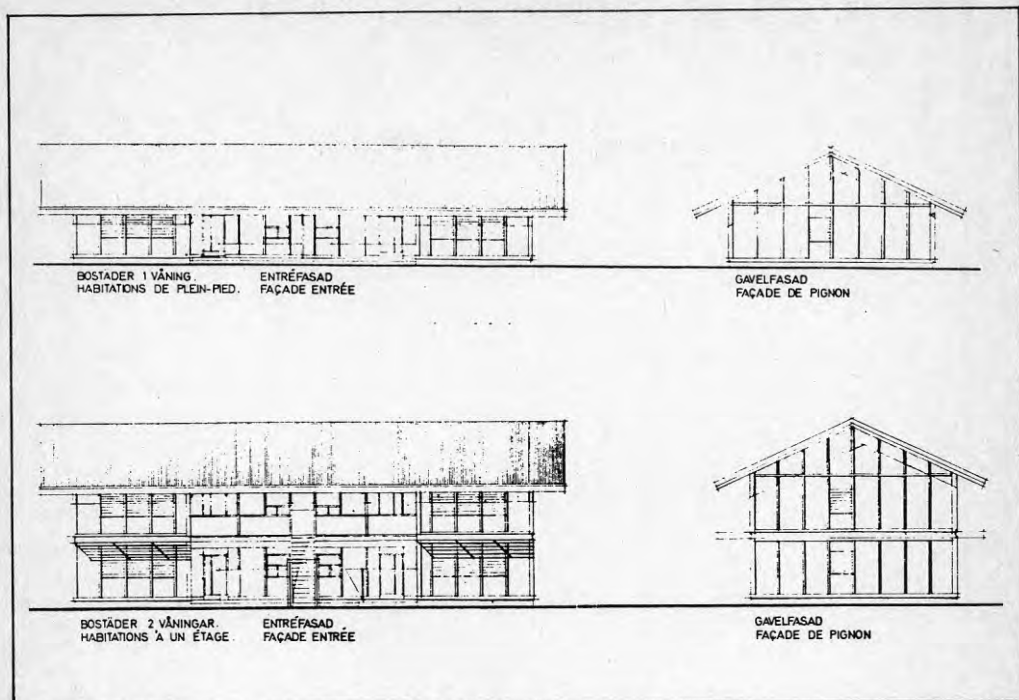 BOSTÄDER 1 VÅNING.
HABITATIONS DE PLEIN-PIED.
ENTRÉFASAD
FAÇADE ENTRÉE
GAVELFASAD
FAÇADE DE PIGNON
BOSTÄDER 2 VÅNINGAR.
HABITATIONS À UN ÉTAGE.
ENTRÉFASAD
FAÇADE ENTRÉE
GAVELFASAD
FAÇADE DE PIGNON